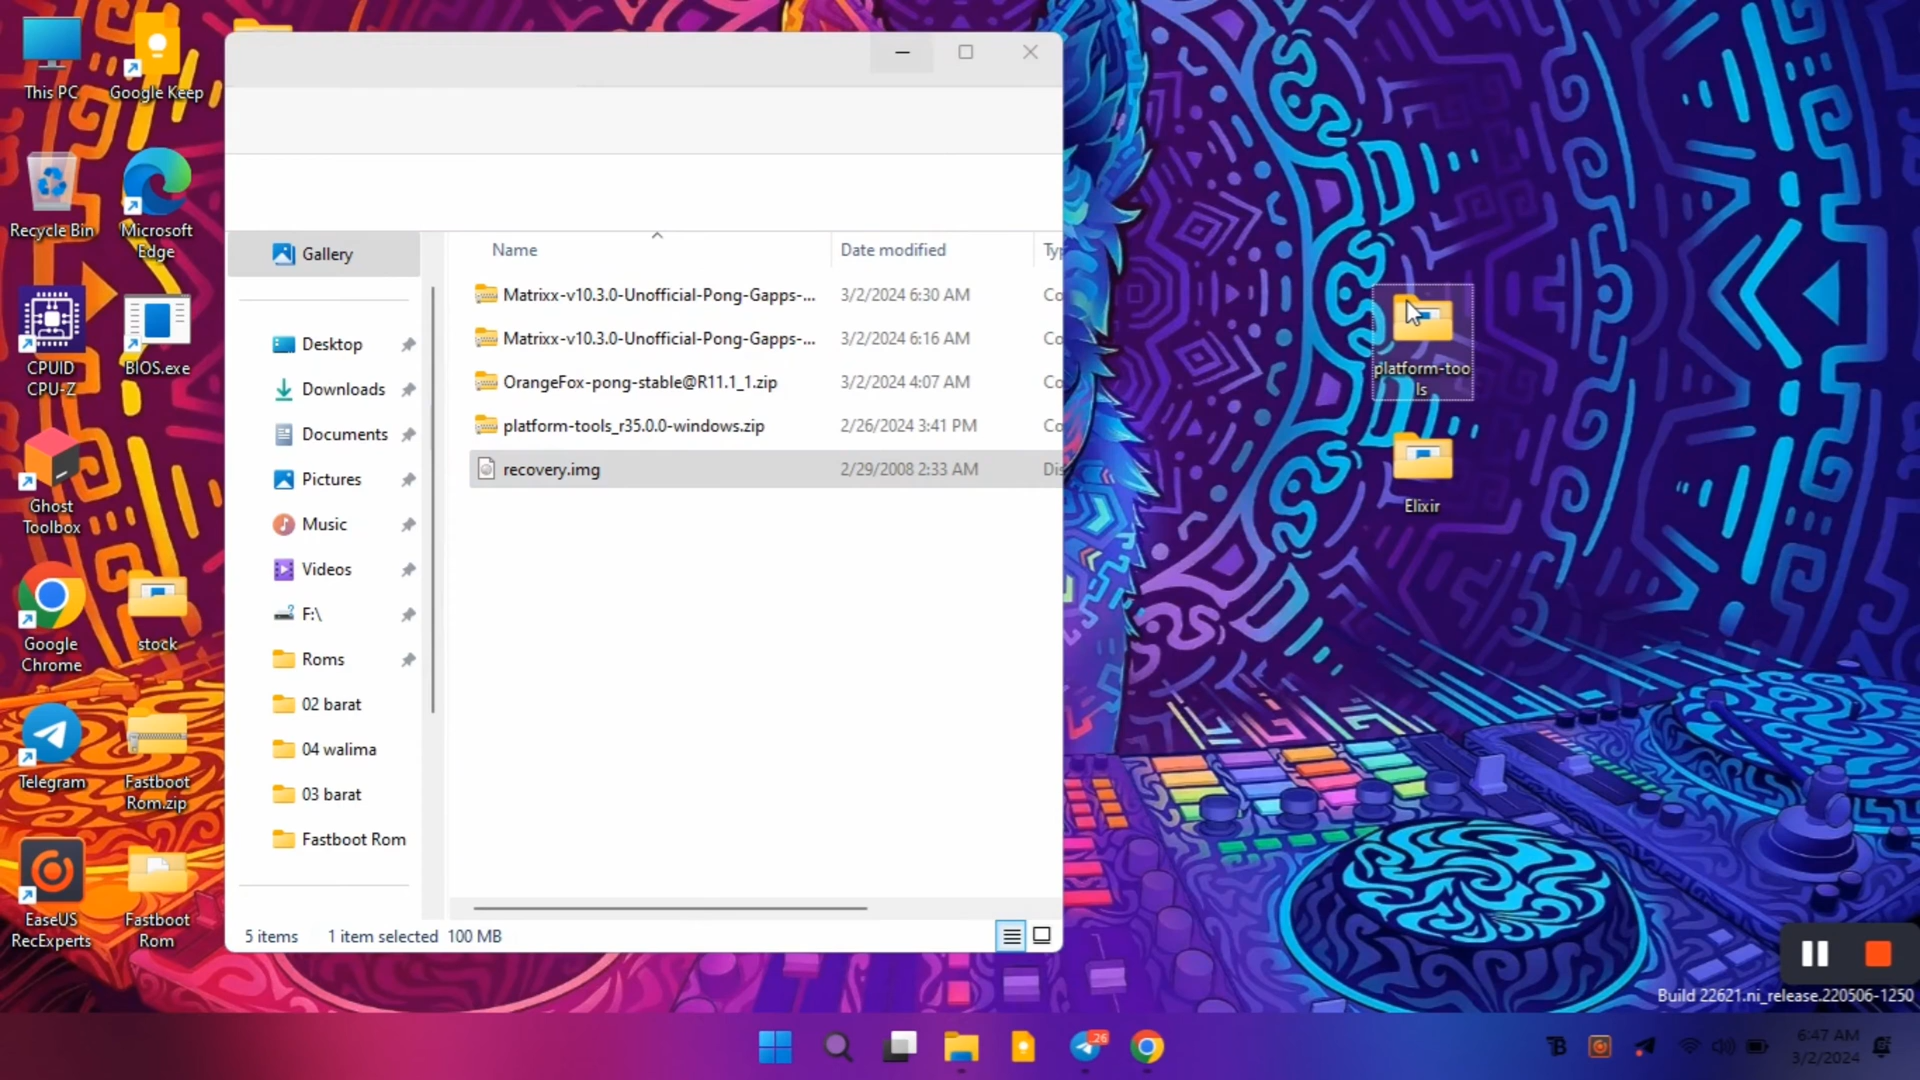 This PC
Google Keep
Recycle Bin
Microsoft
Edge
CPUID
CPU-Z
BIOS.exe
Ghost
Toolbox
Google
Chrome
stock
Telegram
Fastboot
Rom.zip
EaseUS
RecExperts
Fastboot
Rom
Gallery
Desktop
Downloads
Documents
Pictures
Music
Videos
F:\
Roms
02 barat
04 walima
03 barat
Fastboot Rom
Name
Date modified
Typ
Matrixx-v10.3.0-Unofficial-Pong-Gapps-...
3/2/2024 6:30 AM
Co
Matrixx-v10.3.0-Unofficial-Pong-Gapps-...
3/2/2024 6:16 AM
Co
OrangeFox-pong-stable@R11.1_1.zip
3/2/2024 4:07 AM
Co
platform-tools_r35.0.0-windows.zip
2/26/2024 3:41 PM
Co
recovery.img
2/29/2008 2:33 AM
Dis
5 items
1 item selected 100 MB
platform-too
ls
Elixir
Build 22621.ni_release.220506-1250
26
6:47 AM
3/2/2024